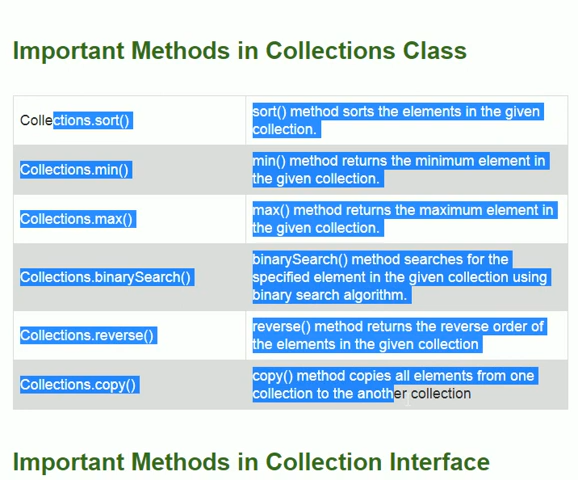 Important Methods in Collections Class
Collections.sort()
sort() method sorts the elements in the given
collection.
Collections.min()
min() method returns the minimum element in
the given collection.
Collections.max()
max() method returns the maximum element in
the given collection.
Collections.binarySearch()
binarySearch() method searches for the
specified element in the given collection using
binary search algorithm.
Collections.reverse()
reverse() method returns the reverse order of
the elements in the given collection
Collections.copy()
copy() method copies all elements from one
collection to the another collection
Important Methods in Collection Interface